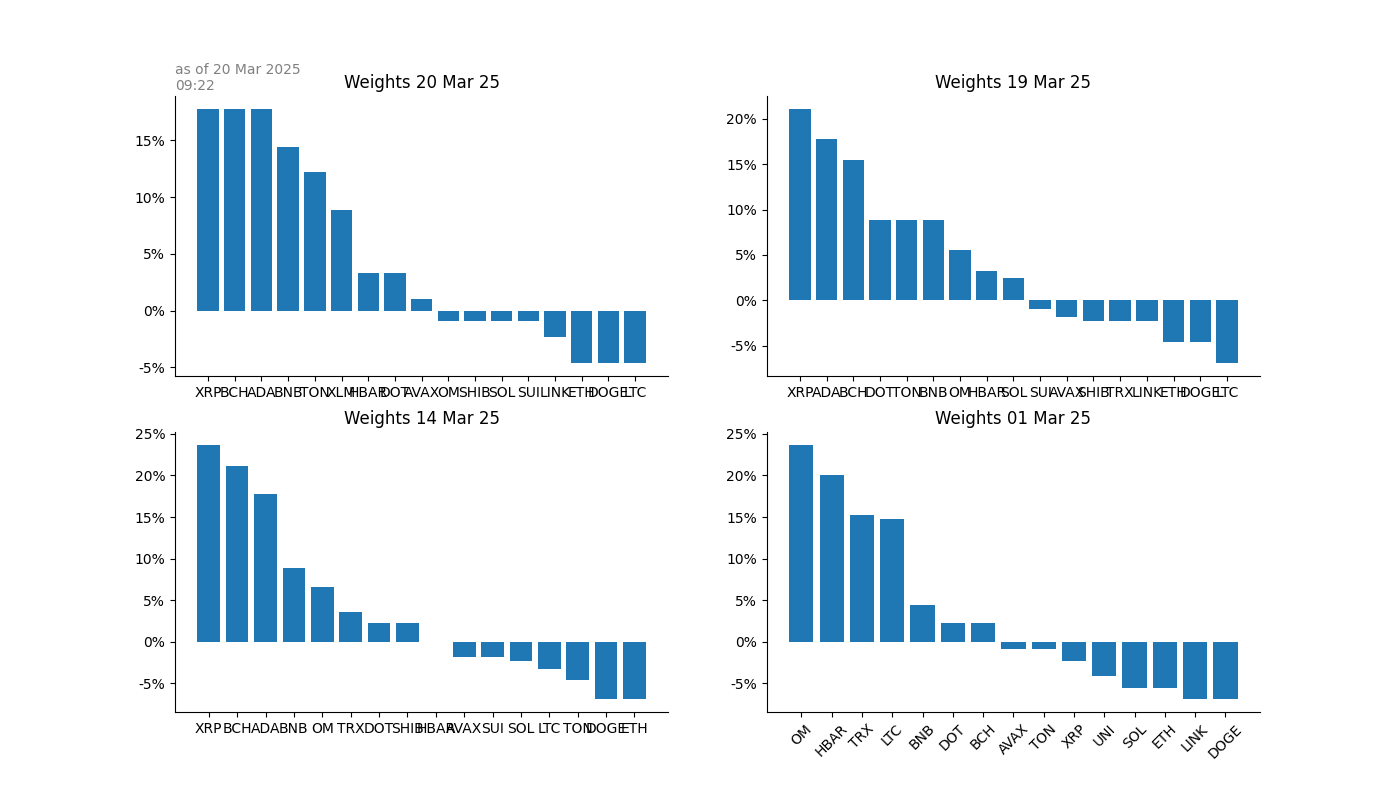 as of 20 Mar 2025
09:22
Weights 20 Mar 25
15%
10%
5%
0%
-5%
XRP BCH ADA BNB TON XLM HBAR DOT AVAX OM SHIB SOL SUI LINK ETH DOGE LTC
Weights 19 Mar 25
20%
15%
10%
5%
0%
-5%
XRP ADA BCH DOT TON BNB OM HBAR SOL SUI AVAX SHIB TRX LINK ETH DOGE LTC
Weights 14 Mar 25
25%
20%
15%
10%
5%
0%
-5%
XRP BCH ADA BNB OM TRX DOT SHIB HBAR AVAX SUI SOL LTC TON DOGE ETH
Weights 01 Mar 25
25%
20%
15%
10%
5%
0%
-5%
OM HBAR TRX LTC BNB DOT BCH AVAX TON XRP UNI SOL ETH LINK DOGE